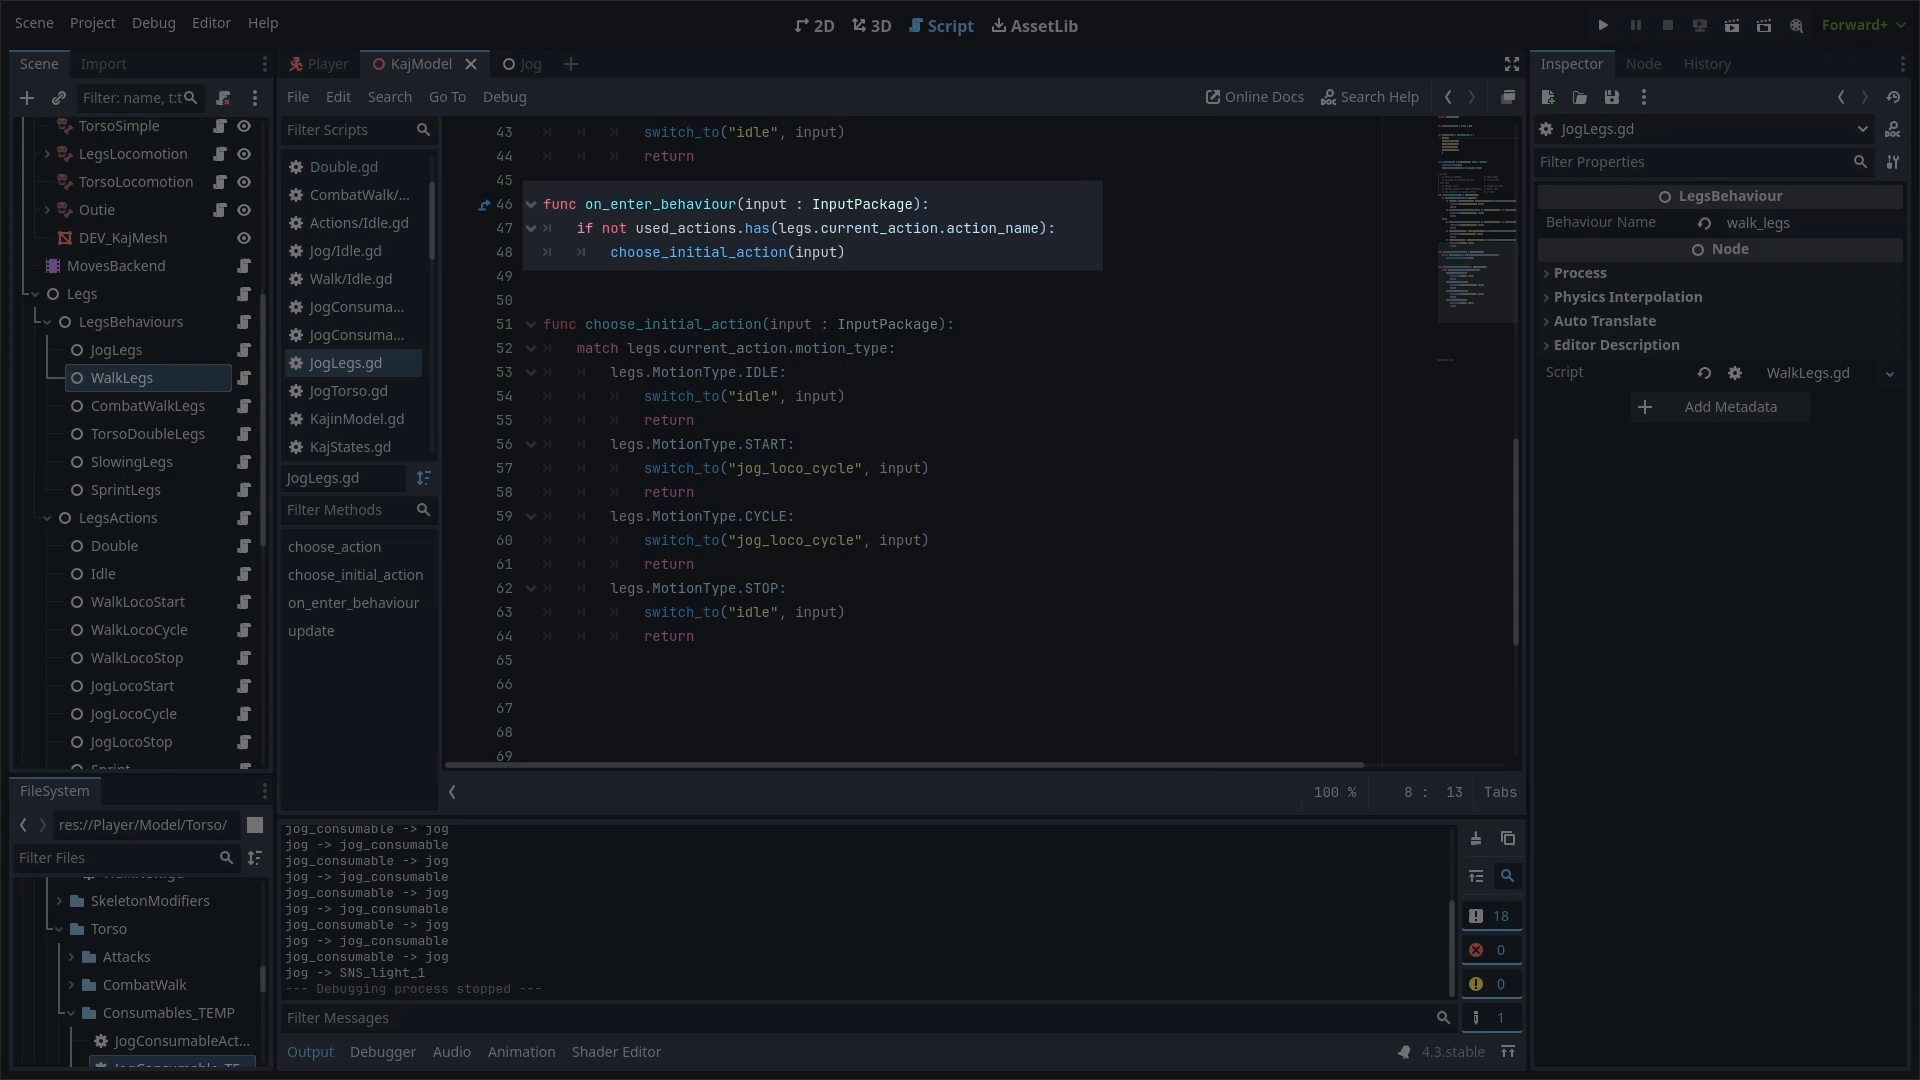 Scene Project Debug Editor Help
2D 3D Script AssetLib
Forward+
Scene Import
Filter: name, t:t
TorsoSimple
LegsLocomotion
TorsoLocomotion
Outie
DEV_KajMesh
MovesBackend
Legs
LegsBehaviours
JogLegs
WalkLegs
CombatWalkLegs
TorsoDoubleLegs
SlowingLegs
SprintLegs
LegsActions
Double
Idle
WalkLocoStart
WalkLocoCycle
WalkLocoStop
JogLocoStart
JogLocoCycle
JogLocoStop
Sprint
FileSystem
res://Player/Model/Torso/
Filter Files
SkeletonModifiers
Torso
Attacks
CombatWalk
Consumables_TEMP
JogConsumableAct...
Player KajModel Jog
File Edit Search Go To Debug
Online Docs Search Help
Filter Scripts
Double.gd
CombatWalk/...
Actions/Idle.gd
Jog/Idle.gd
Walk/Idle.gd
JogConsuma...
JogConsuma...
JogLegs.gd
JogTorso.gd
KajinModel.gd
KajStates.gd
JogLegs.gd
Filter Methods
choose_action
choose_initial_action
on_enter_behaviour
update
43 switch_to("idle", input)
44 return
45
46 func on_enter_behaviour(input : InputPackage):
47 if not used_actions.has(legs.current_action.action_name):
48 choose_initial_action(input)
49
50
51 func choose_initial_action(input : InputPackage):
52 match legs.current_action.motion_type:
53 legs.MotionType.IDLE:
54 switch_to("idle", input)
55 return
56 legs.MotionType.START:
57 switch_to("jog_loco_cycle", input)
58 return
59 legs.MotionType.CYCLE:
60 switch_to("jog_loco_cycle", input)
61 return
62 legs.MotionType.STOP:
63 switch_to("idle", input)
64 return
65
66
67
68
69
100 % 8 : 13 Tabs
jog_consumable -> jog
jog -> jog_consumable
jog_consumable -> jog
jog -> jog_consumable
jog_consumable -> jog
jog -> jog_consumable
jog_consumable -> jog
jog -> jog_consumable
jog_consumable -> jog
jog -> SNS_light_1
--- Debugging process stopped ---
18
0
0
1
Filter Messages
Output Debugger Audio Animation Shader Editor
4.3.stable
Inspector Node History
JogLegs.gd
Filter Properties
LegsBehaviour
Behaviour Name walk_legs
Node
Process
Physics Interpolation
Auto Translate
Editor Description
Script WalkLegs.gd
Add Metadata